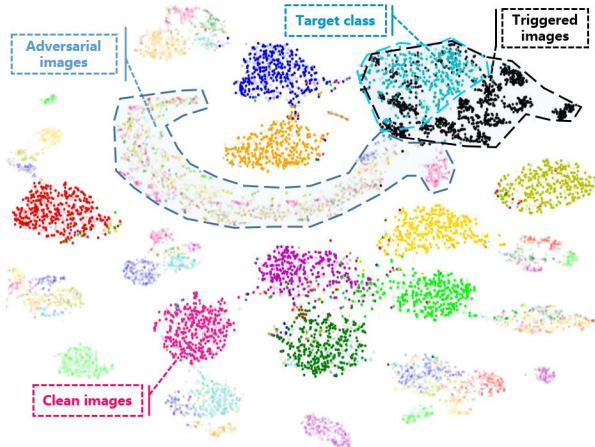 Target class
Triggered
images
Adversarial
images
Clean images